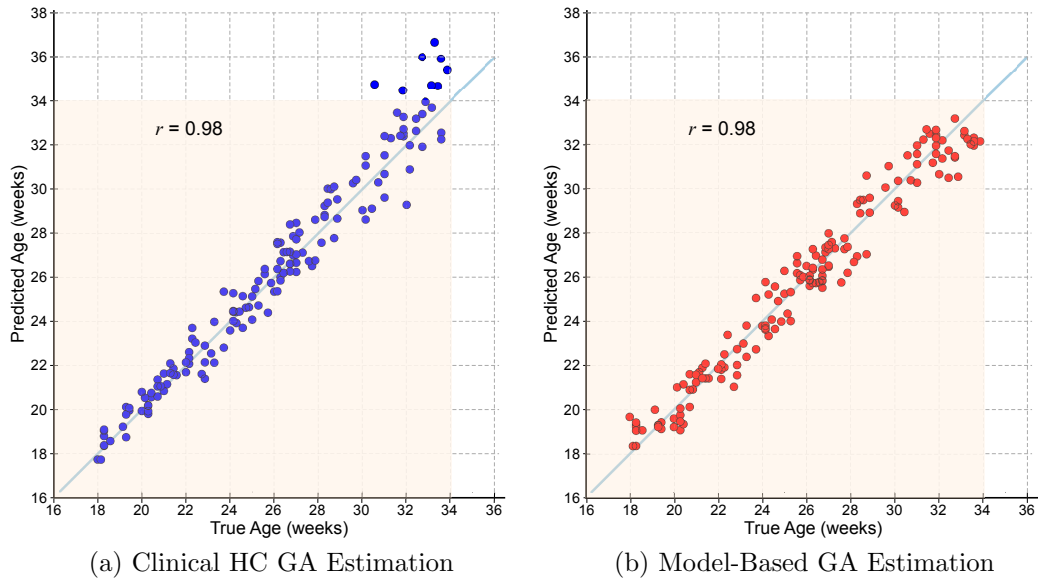 38
36
34
32
30
28
26
24
22
20
18
16
Predicted Age (weeks)
r = 0.98
16 18 20 22 24 26 28 30 32 34 36
True Age (weeks)
(a) Clinical HC GA Estimation
38
36
34
32
30
28
26
24
22
20
18
16
Predicted Age (weeks)
r = 0.98
16 18 20 22 24 26 28 30 32 34 36
True Age (weeks)
(b) Model-Based GA Estimation